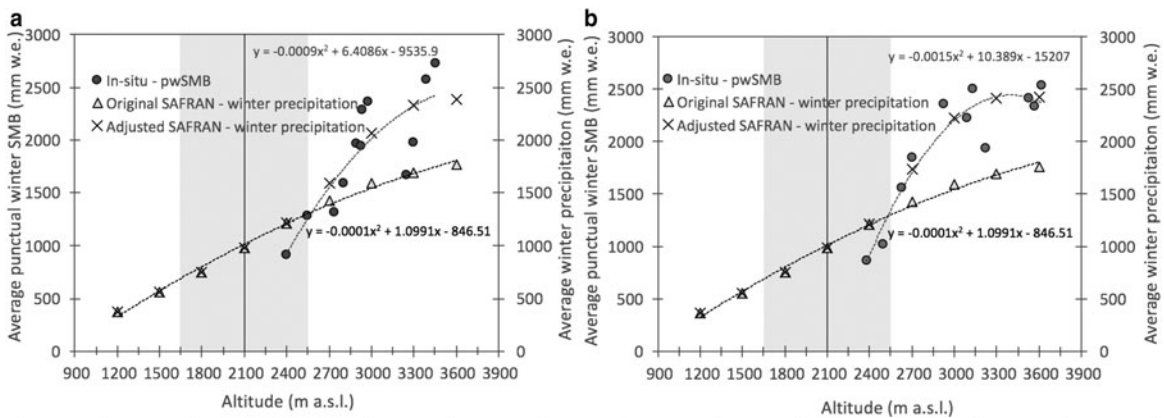 a
3000
2500
2000
1500
1000
500
0
Average punctual winter SMB (mm w.e.)
y = -0.0009x² + 6.4086x - 9535.9
In-situ - pwSMB
Original SAFRAN - winter precipitation
Adjusted SAFRAN - winter precipitation
y = -0.0001x² + 1.0991x - 846.51
3000
2500
2000
1500
1000
500
0
Average winter precipitaiton (mm w.e.)
900 1200 1500 1800 2100 2400 2700 3000 3300 3600 3900
Altitude (m a.s.l.)
b
3000
2500
2000
1500
1000
500
0
Average punctual winter SMB (mm w.e.)
y = -0.0015x² + 10.389x - 15207
In-situ - pwSMB
Original SAFRAN - winter precipitation
Adjusted SAFRAN - winter precipitation
y = -0.0001x² + 1.0991x - 846.51
3000
2500
2000
1500
1000
500
0
Average winter precipitation (mm w.e.)
900 1200 1500 1800 2100 2400 2700 3000 3300 3600 3900
Altitude (m a.s.l.)